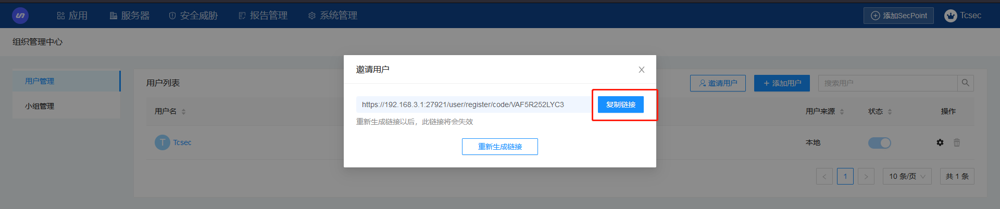 应用 服务器 安全威胁 报告管理 系统管理 添加SecPoint Tcsec
组织管理中心
用户管理
小组管理
用户列表 邀请用户 + 添加用户 搜索用户
用户名 用户来源 状态 操作
T Tcsec 本地
< 1 > 10 条/页 共 1 条
邀请用户
https://192.168.3.1:27921/user/register/code/VAF5R252LYC3 复制链接
重新生成链接以后，此链接将会失效
重新生成链接